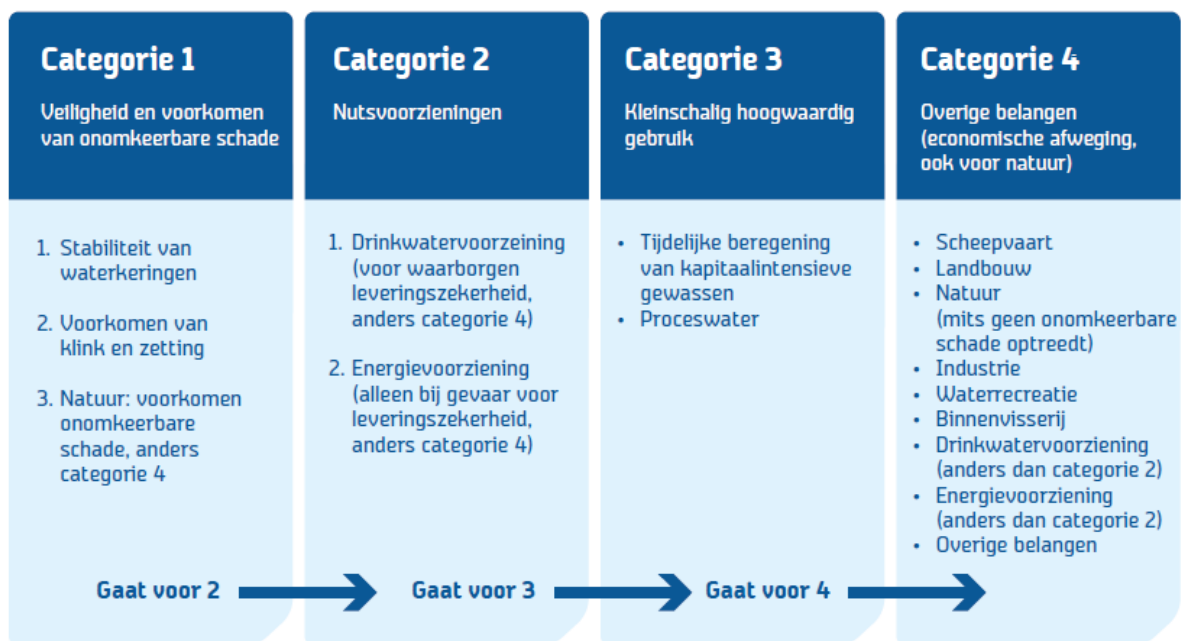 Categorie 1
Veiligheid en voorkomen
van onomkeerbare schade
1. Stabiliteit van
waterkeringen
2. Voorkomen van
klink en zetting
3. Natuur: voorkomen
onomkeerbare
schade, anders
categorie 4
Gaat voor 2
Categorie 2
Nutsvoorzieningen
1. Drinkwatervoorzeining
(voor waarborgen
leveringszekerheid,
anders categorie 4)
2. Energievoorziening
(alleen bij gevaar voor
leveringszekerheid,
anders categorie 4)
Gaat voor 3
Categorie 3
Kleinschalig hoogwaardig
gebruik
• Tijdelijke beregening
van kapitaalintensieve
gewassen
• Proceswater
Gaat voor 4
Categorie 4
Overige belangen
(economische afweging,
ook voor natuur)
• Scheepvaart
• Landbouw
• Natuur
(mits geen onomkeerbare
schade optreedt)
• Industrie
• Waterrecreatie
• Binnenvisserij
• Drinkwatervoorziening
(anders dan categorie 2)
• Energievoorziening
(anders dan categorie 2)
• Overige belangen